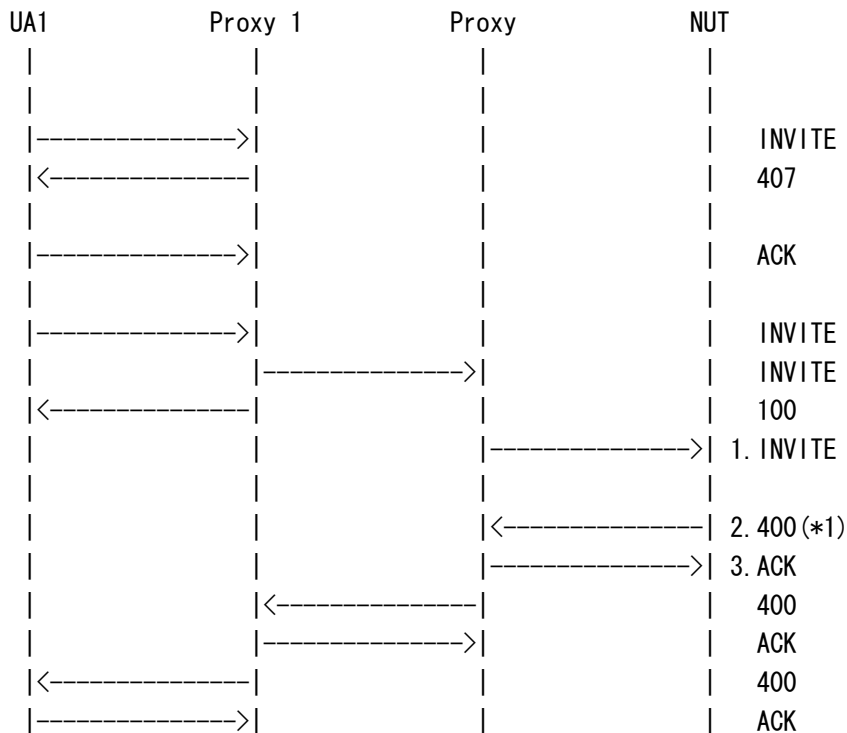 UA1 Proxy 1 Proxy NUT
INVITE
407
ACK
INVITE
INVITE
100
1. INVITE
2. 400(*1)
3. ACK
400
ACK
400
ACK